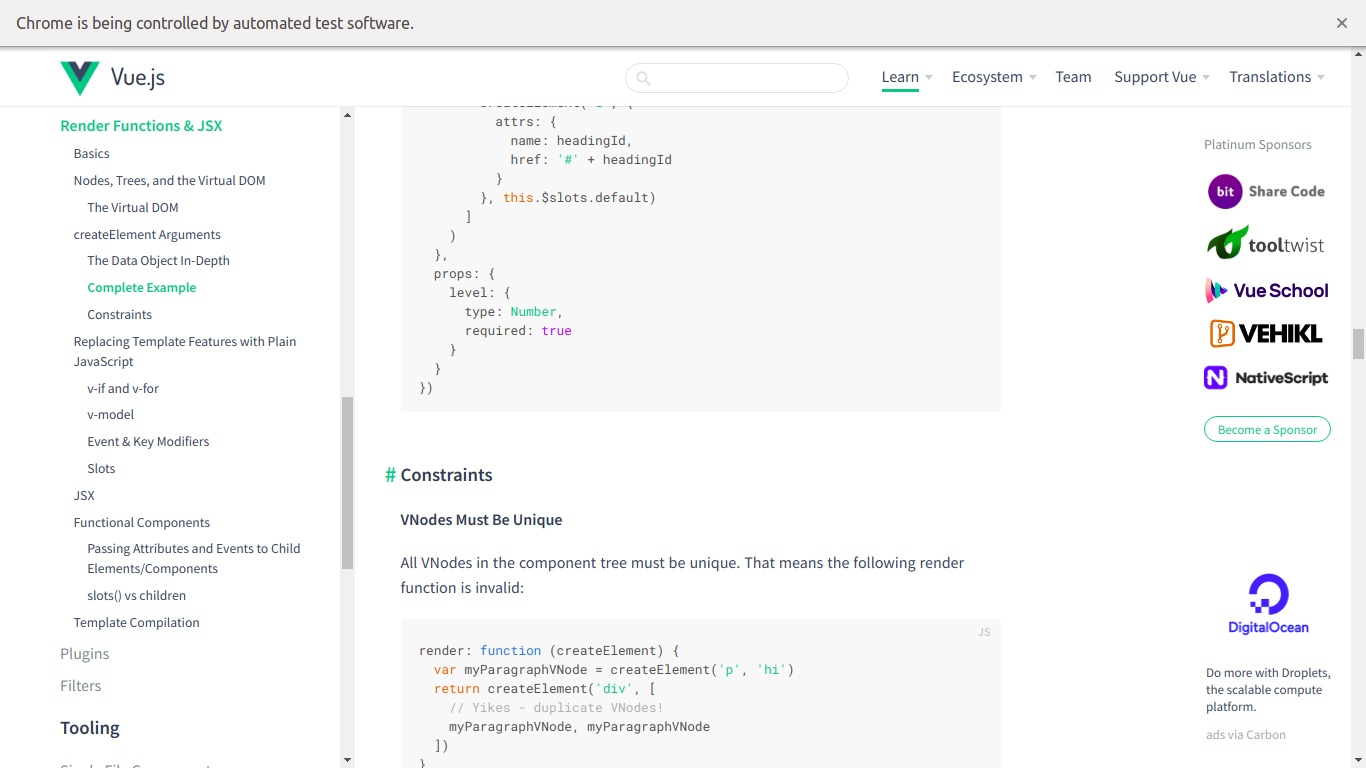 Chrome is being controlled by automated test software.
Vue.js
Learn
Ecosystem
Team
Support Vue
Translations
Render Functions & JSX
Basics
Nodes, Trees, and the Virtual DOM
The Virtual DOM
createElement Arguments
The Data Object In-Depth
Complete Example
Constraints
Replacing Template Features with Plain
JavaScript
v-if and v-for
v-model
Event & Key Modifiers
Slots
JSX
Functional Components
Passing Attributes and Events to Child
Elements/Components
slots() vs children
Template Compilation
Plugins
Filters
Tooling
attrs: {
name: headingId,
href: '#' + headingId
}
}, this.$slots.default)
]
)
},
props: {
level: {
type: Number,
required: true
}
}
})
# Constraints
VNodes Must Be Unique
All VNodes in the component tree must be unique. That means the following render
function is invalid:
JS
render: function (createElement) {
var myParagraphVNode = createElement('p', 'hi')
return createElement('div', [
// Yikes - duplicate VNodes!
myParagraphVNode, myParagraphVNode
])
}
Platinum Sponsors
bit Share Code
tooltwist
Vue School
VEHIKL
NativeScript
Become a Sponsor
DigitalOcean
Do more with Droplets,
the scalable compute
platform.
ads via Carbon